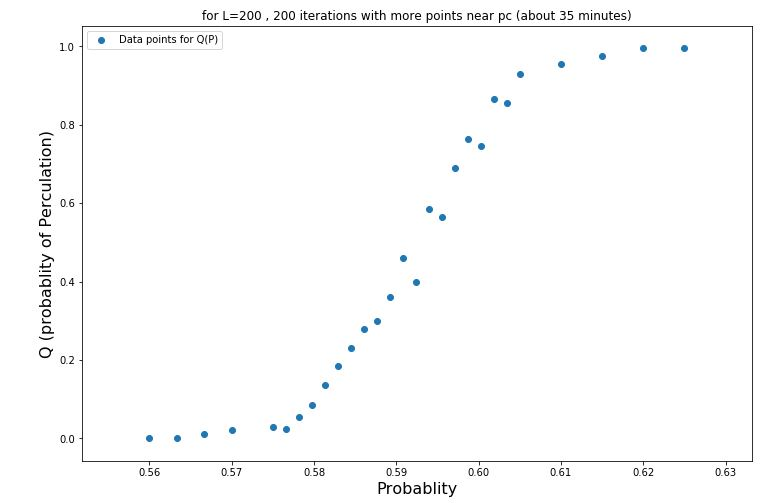 for L=200 , 200 iterations with more points near pc (about 35 minutes)
Data points for Q(P)
1.0
0.8
0.6
0.4
0.2
0.0
Q (probablity of Perculation)
0.56 0.57 0.58 0.59 0.60 0.61 0.62 0.63
Probablity